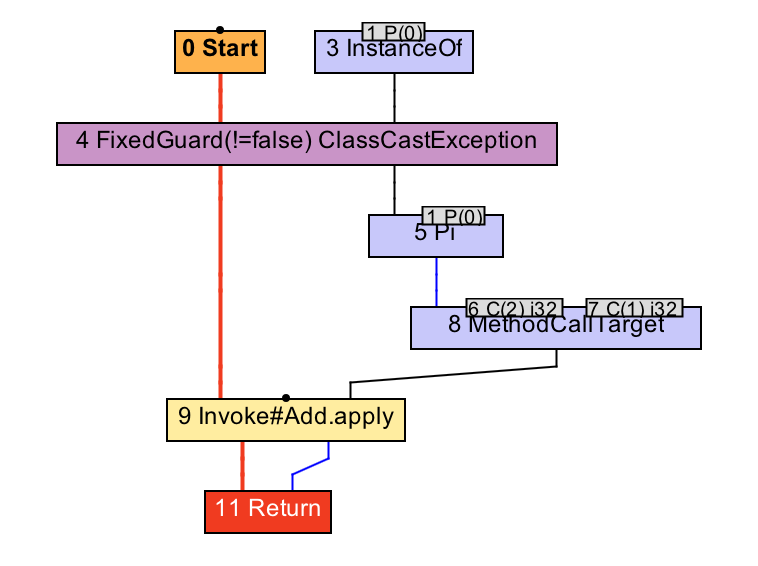 0 Start
1 P(0)
3 InstanceOf
4 FixedGuard(!=false) ClassCastException
1 P(0)
5 Pi
6 C(2) i32
7 C(1) i32
8 MethodCallTarget
9 Invoke#Add.apply
11 Return